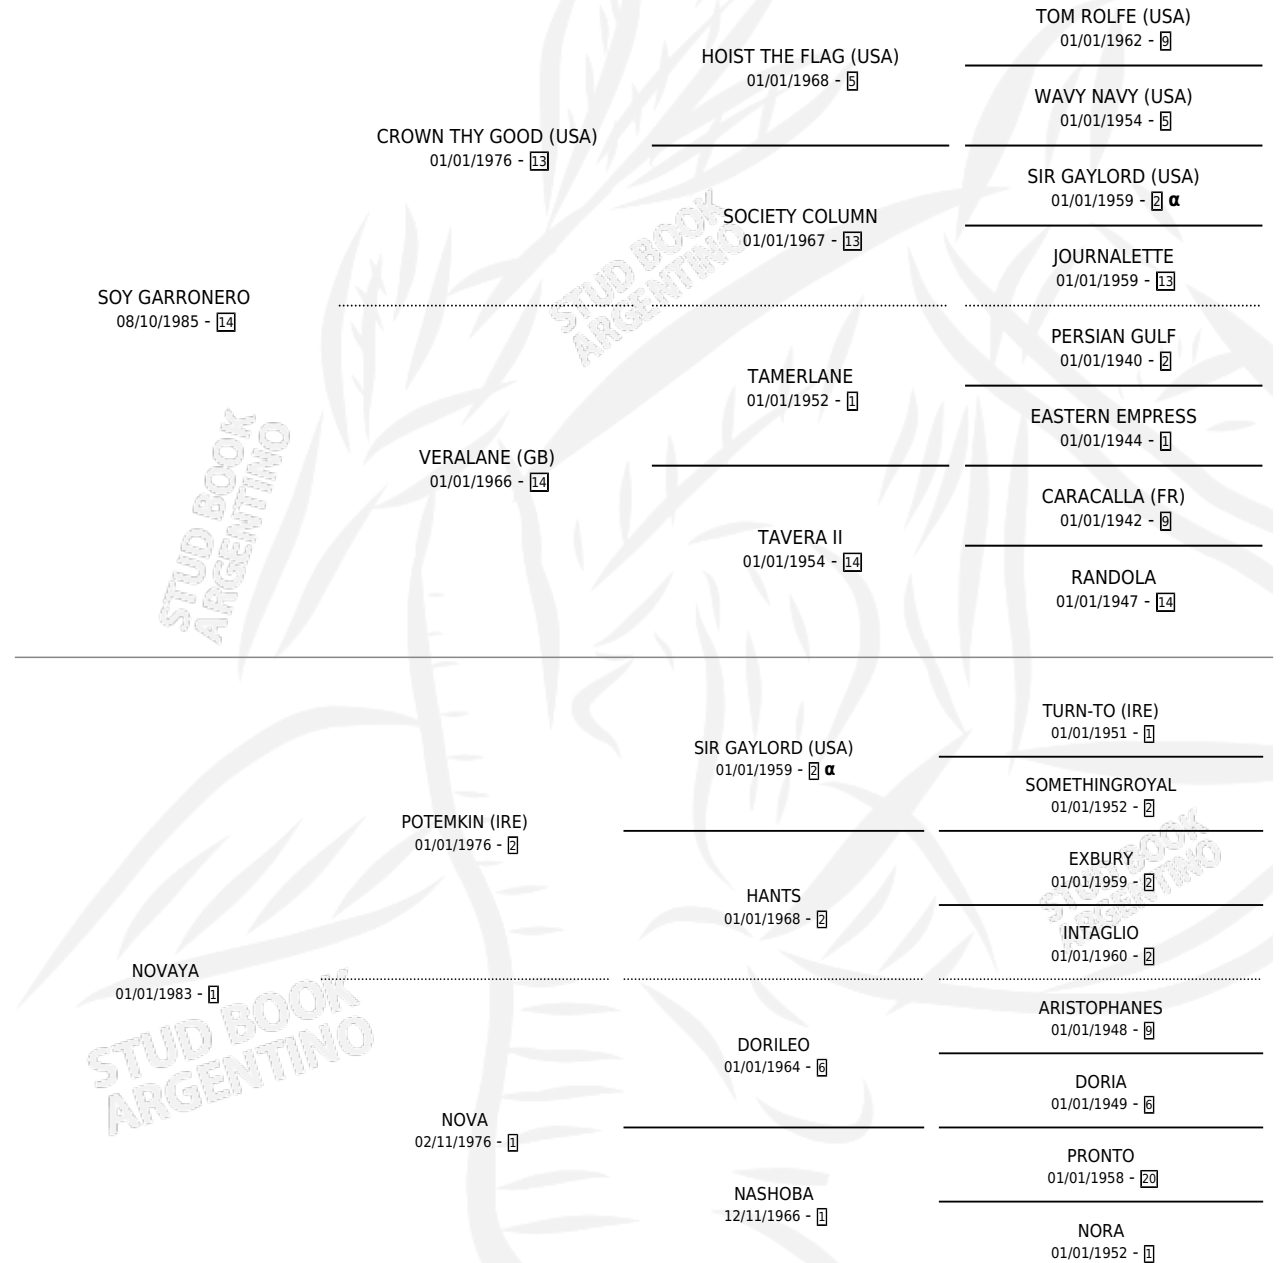 TOM ROLFE (USA)
01/01/1962 - 9
HOIST THE FLAG (USA)
01/01/1968 - 5
WAVY NAVY (USA)
01/01/1954 - 5
CROWN THY GOOD (USA)
01/01/1976 - 13
SIR GAYLORD (USA)
01/01/1959 - 2 α
SOCIETY COLUMN
01/01/1967 - 13
JOURNALETTE
01/01/1959 - 13
STUD BOOK
ARGENTINO
SOY GARRONERO
08/10/1985 - 14
PERSIAN GULF
01/01/1940 - 2
TAMERLANE
01/01/1952 - 1
EASTERN EMPRESS
01/01/1944 - 1
VERALANE (GB)
01/01/1966 - 14
CARACALLA (FR)
01/01/1942 - 9
TAVERA II
01/01/1954 - 14
RANDOLA
01/01/1947 - 14
STUD BOOK
ARGENTINO
TURN-TO (IRE)
01/01/1951 - 1
SIR GAYLORD (USA)
01/01/1959 - 2 α
SOMETHINGROYAL
01/01/1952 - 2
POTEMKIN (IRE)
01/01/1976 - 2
EXBURY
01/01/1959 - 2
HANTS
01/01/1968 - 2
INTAGLIO
01/01/1960 - 2
STUD BOOK
ARGENTINO
NOVAYA
01/01/1983 - 1
ARISTOPHANES
01/01/1948 - 9
DORILEO
01/01/1964 - 6
DORIA
01/01/1949 - 6
STUD BOOK
ARGENTINO
NOVA
02/11/1976 - 1
PRONTO
01/01/1958 - 20
NASHOBA
12/11/1966 - 1
NORA
01/01/1952 - 1